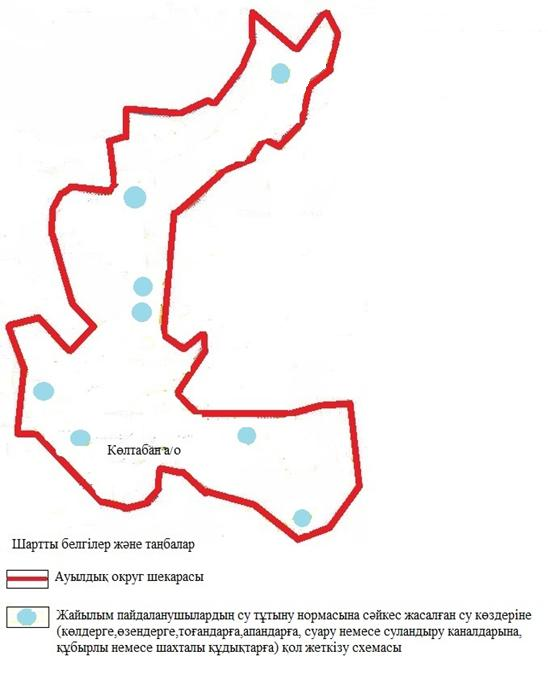 Көлтабан а/о
Шартты белгілер және таңбалар
Ауылдық округ шекарасы
Жайылым пайдаланушылардың су тұтыну нормасына сәйкес жасалған су көздеріне
(көлдерге,өзендерге,тоғандарға,апандарға, суару немесе суландыру каналдарына,
құбырлы немесе шахталы құдықтарға) қол жеткізу схемасы